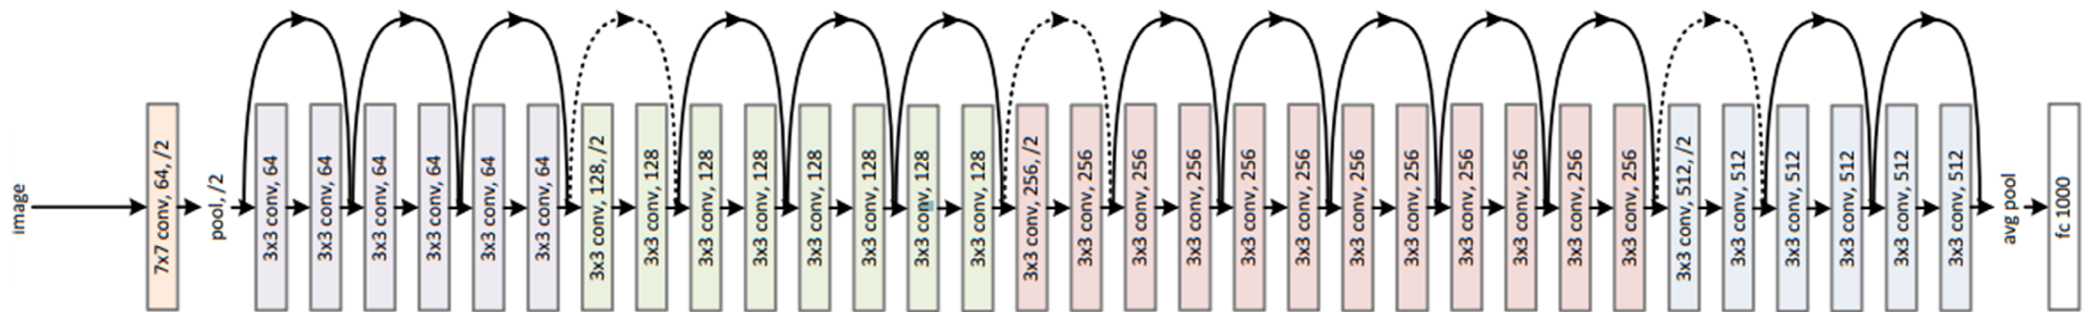 image
7x7 conv, 64, /2
pool, /2
3x3 conv, 64
3x3 conv, 64
3x3 conv, 64
3x3 conv, 64
3x3 conv, 64
3x3 conv, 64
3x3 conv, 128, /2
3x3 conv, 128
3x3 conv, 128
3x3 conv, 128
3x3 conv, 128
3x3 conv, 128
3x3 conv, 128
3x3 conv, 128
3x3 conv, 256, /2
3x3 conv, 256
3x3 conv, 256
3x3 conv, 256
3x3 conv, 256
3x3 conv, 256
3x3 conv, 256
3x3 conv, 256
3x3 conv, 256
3x3 conv, 256
3x3 conv, 256
3x3 conv, 256
3x3 conv, 512, /2
3x3 conv, 512
3x3 conv, 512
3x3 conv, 512
3x3 conv, 512
3x3 conv, 512
avg pool
fc 1000